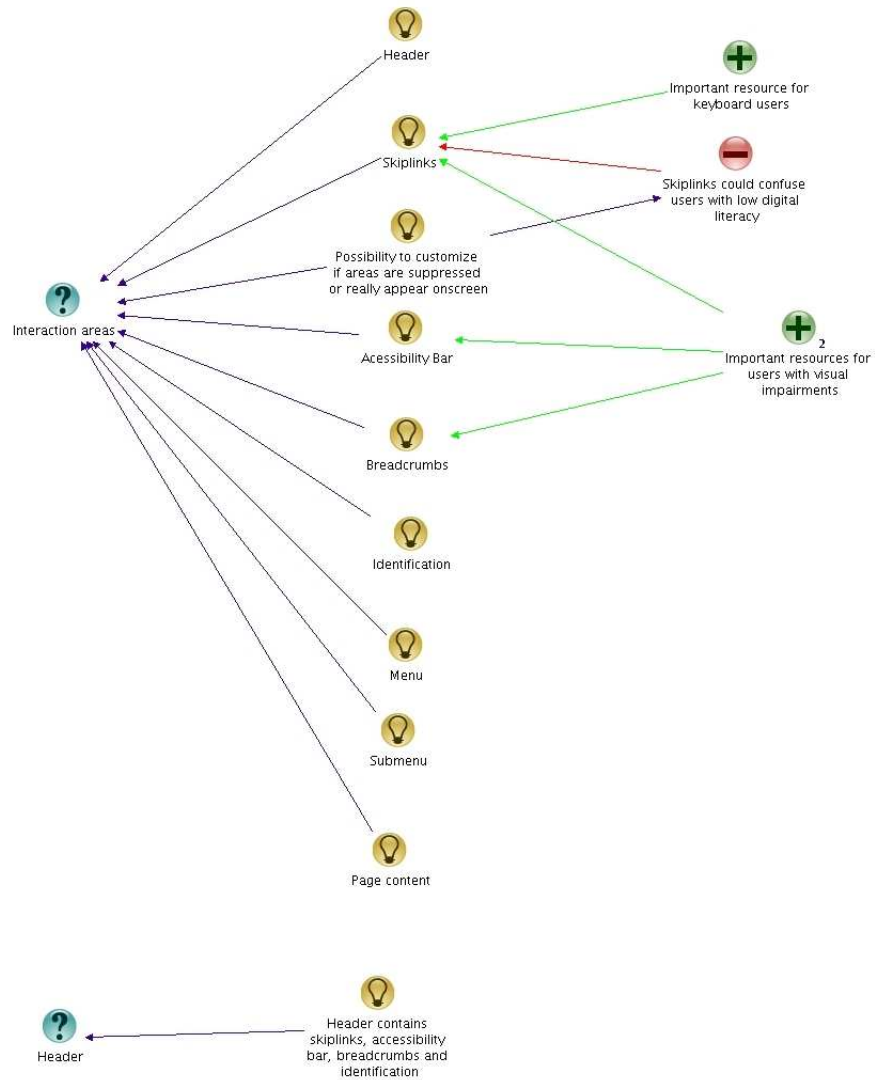 Header
Important resource for
keyboard users
Skiplinks
Skiplinks could confuse
users with low digital
literacy
Possibility to customize
if areas are suppressed
or really appear onscreen
?
Interaction areas
Acessibility Bar
2
Important resources for
users with visual
impairments
Breadcrumbs
Identification
Menu
Submenu
Page content
?
Header
Header contains
skiplinks, accessibility
bar, breadcrumbs and
identification